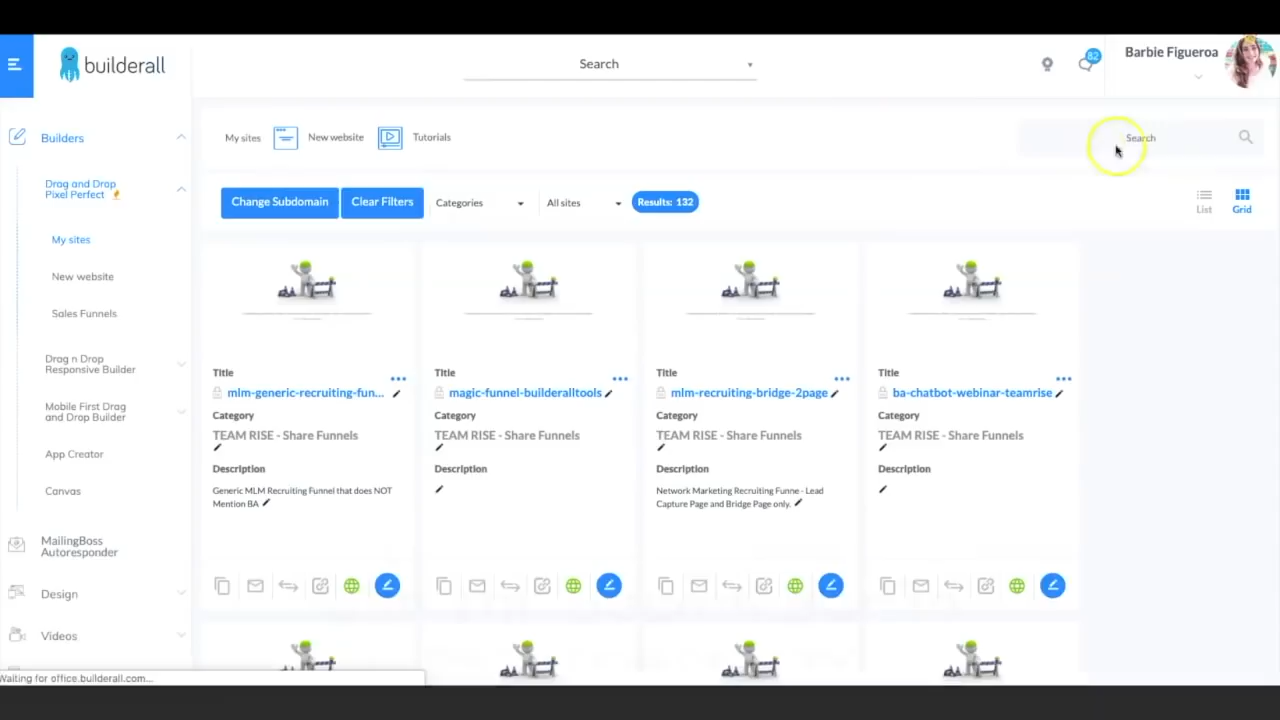 builderall
Search
82
Barbie Figueroa
Builders
Drag and Drop
Pixel Perfect
My sites
New website
Sales Funnels
Drag n Drop
Responsive Builder
Mobile First Drag
and Drop Builder
App Creator
Canvas
MailingBoss
Autoresponder
Design
Videos
My sites
New website
Tutorials
Search
Change Subdomain
Clear Filters
Categories
All sites
Results: 132
List
Grid
Title
mlm-generic-recruiting-fun...
Category
TEAM RISE - Share Funnels
Description
Generic MLM Recruiting Funnel that does NOT
Mention BA
Title
magic-funnel-builderalltools
Category
TEAM RISE - Share Funnels
Description
Title
mlm-recruiting-bridge-2page
Category
TEAM RISE - Share Funnels
Description
Network Marketing Recruiting Funne - Lead
Capture Page and Bridge Page only.
Title
ba-chatbot-webinar-teamrise
Category
TEAM RISE - Share Funnels
Description
Waiting for office.builderall.com...